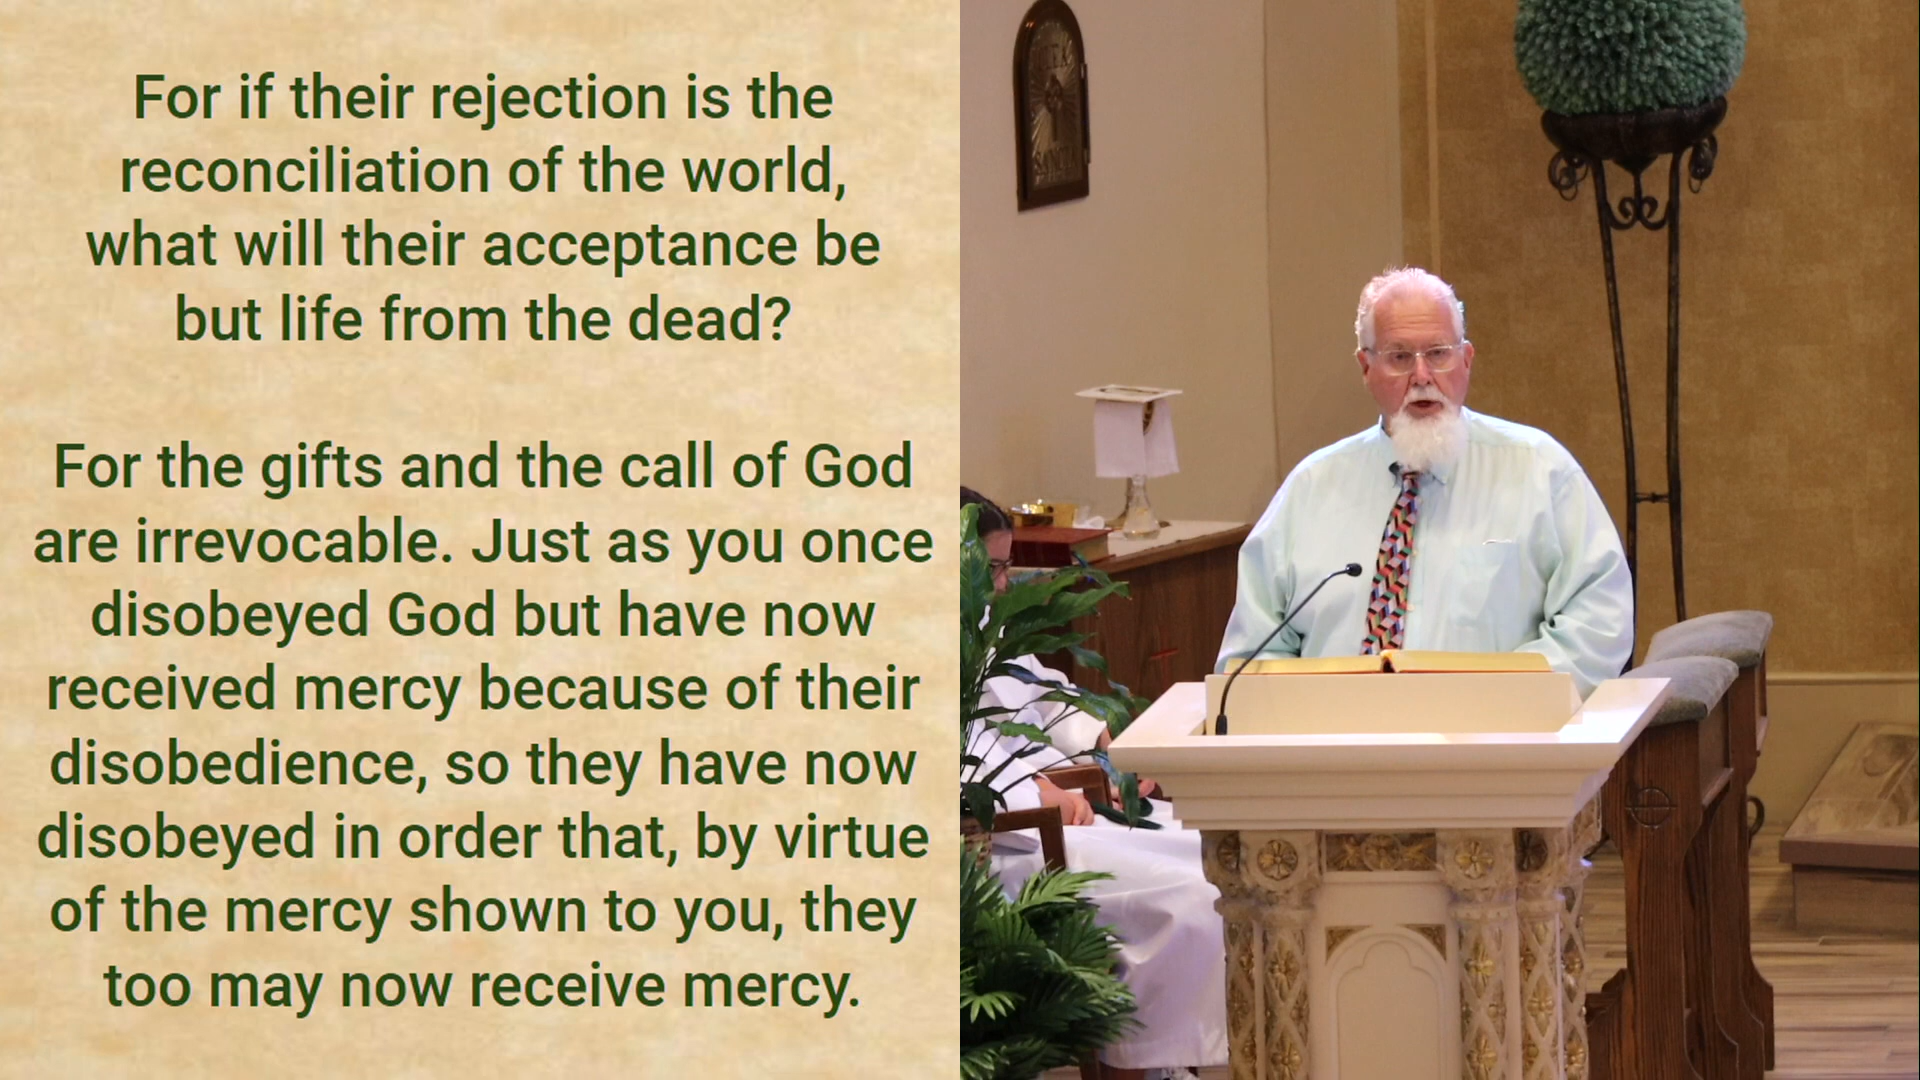 For if their rejection is the
reconciliation of the world,
what will their acceptance be
but life from the dead?
For the gifts and the call of God
are irrevocable. Just as you once
disobeyed God but have now
received mercy because of their
disobedience, so they have now
disobeyed in order that, by virtue
of the mercy shown to you, they
too may now receive mercy.